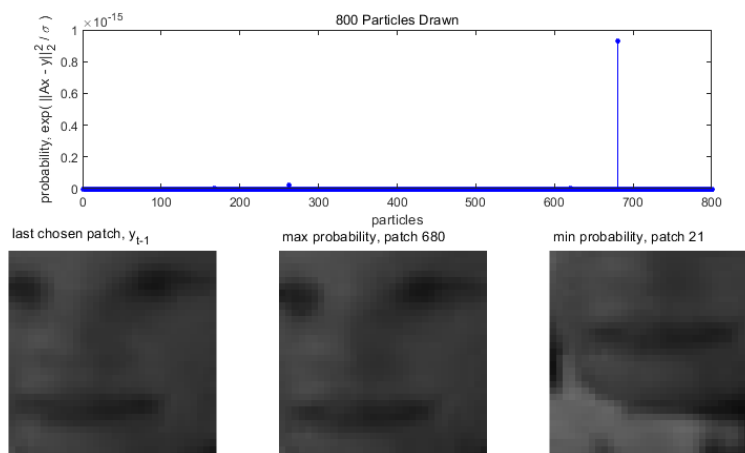 800 Particles Drawn
×10^-15
probability, exp( ||Ax - y||_2^2 / σ )
1
0.8
0.6
0.4
0.2
0
0 100 200 300 400 500 600 700 800
particles
last chosen patch, y_t-1
max probability, patch 680
min probability, patch 21